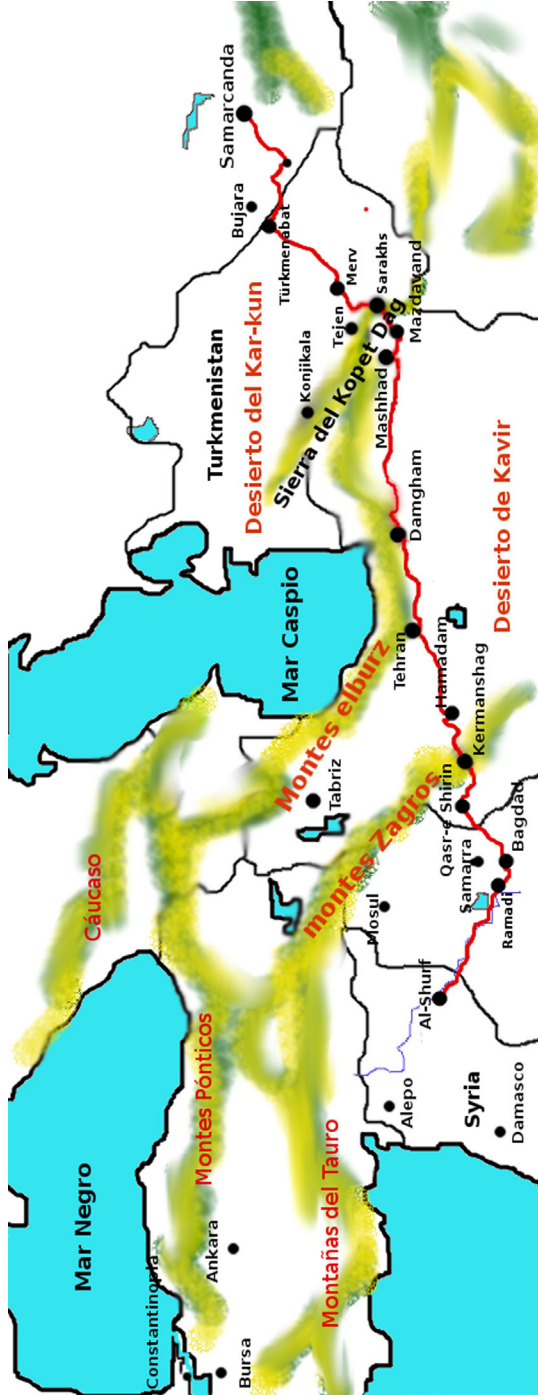 Constantinopla
Bursa
Ankara
Mar Negro
Montes Pónticos
Montañas del Tauro
Cáucaso
Alepo
Damasco
Syria
Al-Shurf
Mosul
Ramadi
Samarra
Bagdad
Qasr-e Shirin
montes Zagros
Kermanshag
Hamadam
Tabriz
Montes elburz
Tehran
Mar Caspio
Damgham
Desierto de Kavir
Desierto del Kar-kun
Turkmenistan
Sierra del Kopet Dag
Konjikala
Mashhad
Mazdavand
Sarakhs
Tejen
Merv
Türkmenabat
Bujara
Samarcanda